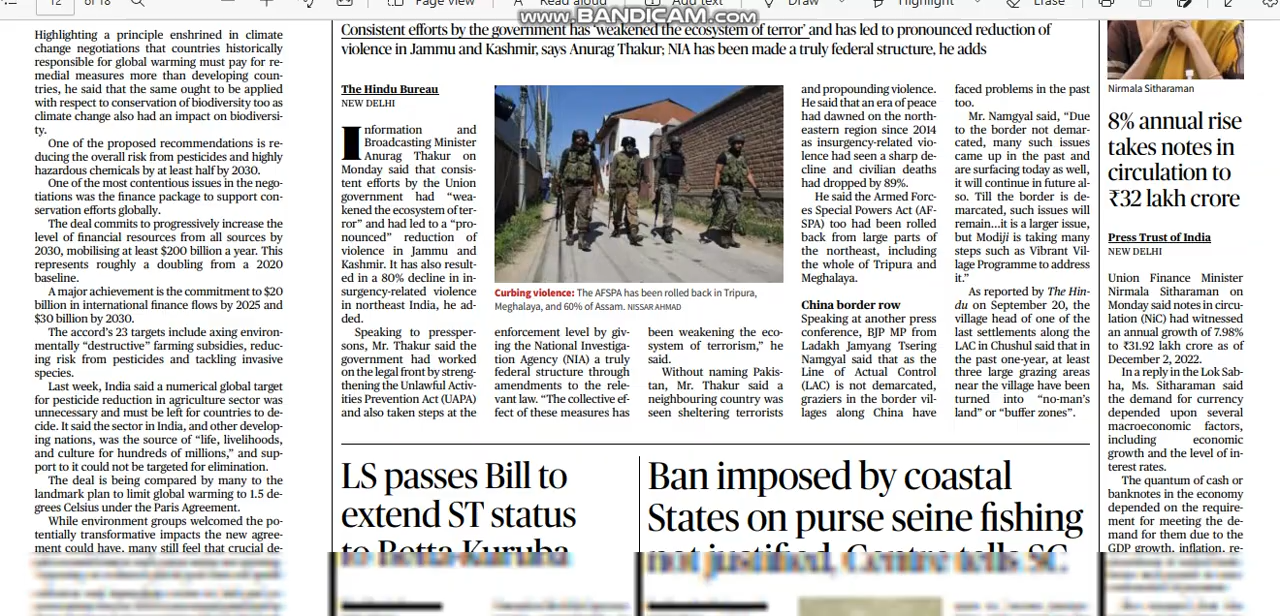 12
of 18
Page view
Read aloud
Add text
Draw
Highlight
Erase
www.BANDICAM.com
Highlighting a principle enshrined in climate
change negotiations that countries historically
responsible for global warming must pay for re-
medial measures more than developing coun-
tries, he said that the same ought to be applied
with respect to conservation of biodiversity too as
climate change also had an impact on biodiversi-
ty.
One of the proposed recommendations is re-
ducing the overall risk from pesticides and highly
hazardous chemicals by at least half by 2030.
One of the most contentious issues in the nego-
tiations was the finance package to support con-
servation efforts globally.
The deal commits to progressively increase the
level of financial resources from all sources by
2030, mobilising at least $200 billion a year. This
represents roughly a doubling from a 2020
baseline.
A major achievement is the commitment to $20
billion in international finance flows by 2025 and
$30 billion by 2030.
The accord's 23 targets include axing environ-
mentally “destructive” farming subsidies, reduc-
ing risk from pesticides and tackling invasive
species.
Last week, India said a numerical global target
for pesticide reduction in agriculture sector was
unnecessary and must be left for countries to de-
cide. It said the sector in India, and other develop-
ing nations, was the source of “life, livelihoods,
and culture for hundreds of millions,” and sup-
port to it could not be targeted for elimination.
The deal is being compared by many to the
landmark plan to limit global warming to 1.5 de-
grees Celsius under the Paris Agreement.
While environment groups welcomed the po-
tentially transformative impacts the new agree-
ment could have, many still feel that crucial de-
Consistent efforts by the government has ‘weakened the ecosystem of terror’ and has led to pronounced reduction of
violence in Jammu and Kashmir, says Anurag Thakur; NIA has been made a truly federal structure, he adds
The Hindu Bureau
NEW DELHI
Information and
Broadcasting Minister
Anurag Thakur on
Monday said that consis-
tent efforts by the Union
government had “wea-
kened the ecosystem of ter-
ror” and had led to a “pro-
nounced” reduction of
violence in Jammu and
Kashmir. It has also result-
ed in a 80% decline in in-
surgency-related violence
in northeast India, he ad-
ded.
Speaking to pressper-
sons, Mr. Thakur said the
government had worked
on the legal front by streng-
thening the Unlawful Activ-
ities Prevention Act (UAPA)
and also taken steps at the
Curbing violence: The AFSPA has been rolled back in Tripura,
Meghalaya, and 60% of Assam. NISSAR AHMAD
enforcement level by giv-
ing the National Investiga-
tion Agency (NIA) a truly
federal structure through
amendments to the rele-
vant law. “The collective ef-
fect of these measures has
been weakening the eco-
system of terrorism,” he
said.
Without naming Pakis-
tan, Mr. Thakur said a
neighbouring country was
seen sheltering terrorists
and propounding violence.
He said that an era of peace
had dawned on the north-
eastern region since 2014
as insurgency-related vio-
lence had seen a sharp de-
cline and civilian deaths
had dropped by 89%.
He said the Armed Forc-
es Special Powers Act (AF-
SPA) too had been rolled
back from large parts of
the northeast, including
the whole of Tripura and
Meghalaya.
China border row
Speaking at another press
conference, BJP MP from
Ladakh Jamyang Tsering
Namgyal said that as the
Line of Actual Control
(LAC) is not demarcated,
graziers in the border vil-
lages along China have
faced problems in the past
too.
Mr. Namgyal said, “Due
to the border not demar-
cated, many such issues
came up in the past and
are surfacing today as well,
it will continue in future al-
so. Till the border is de-
marcated, such issues will
remain...it is a larger issue,
but Modiji is taking many
steps such as Vibrant Vil-
lage Programme to address
it.”
As reported by The Hin-
du on September 20, the
village head of one of the
last settlements along the
LAC in Chushul said that in
the past one-year, at least
three large grazing areas
near the village have been
turned into “no-man's
land” or “buffer zones”.
Nirmala Sitharaman
8% annual rise
takes notes in
circulation to
₹32 lakh crore
Press Trust of India
NEW DELHI
Union Finance Minister
Nirmala Sitharaman on
Monday said notes in circu-
lation (NiC) had witnessed
an annual growth of 7.98%
to ₹31.92 lakh crore as of
December 2, 2022.
In a reply in the Lok Sab-
ha, Ms. Sitharaman said
the demand for currency
depended upon several
macroeconomic factors,
including economic
growth and the level of in-
terest rates.
The quantum of cash or
banknotes in the economy
depended on the require-
ment for meeting the de-
mand for them due to the
GDP growth, inflation, re-
LS passes Bill to
extend ST status
to Betta-Kuruba
Ban imposed by coastal
States on purse seine fishing
not justified, Centre tells SC